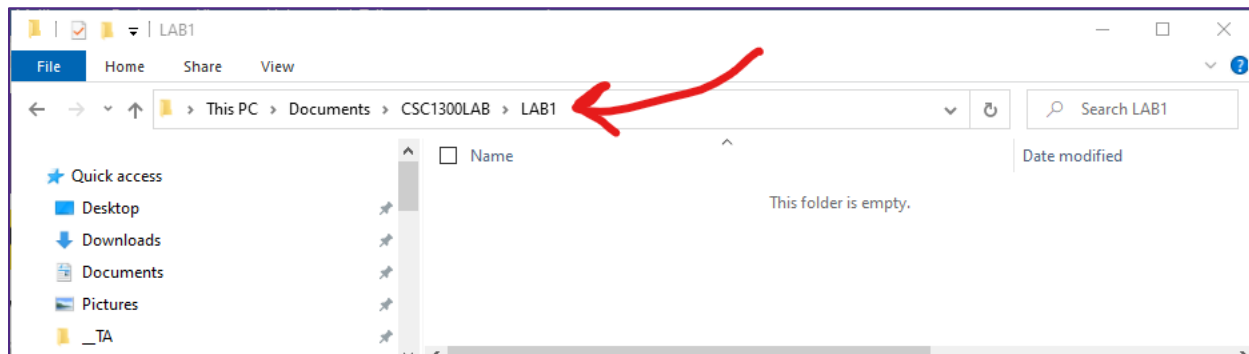 LAB1
File Home Share View
This PC > Documents > CSC1300LAB > LAB1
Search LAB1
Name
Date modified
This folder is empty.
Quick access
Desktop
Downloads
Documents
Pictures
__TA